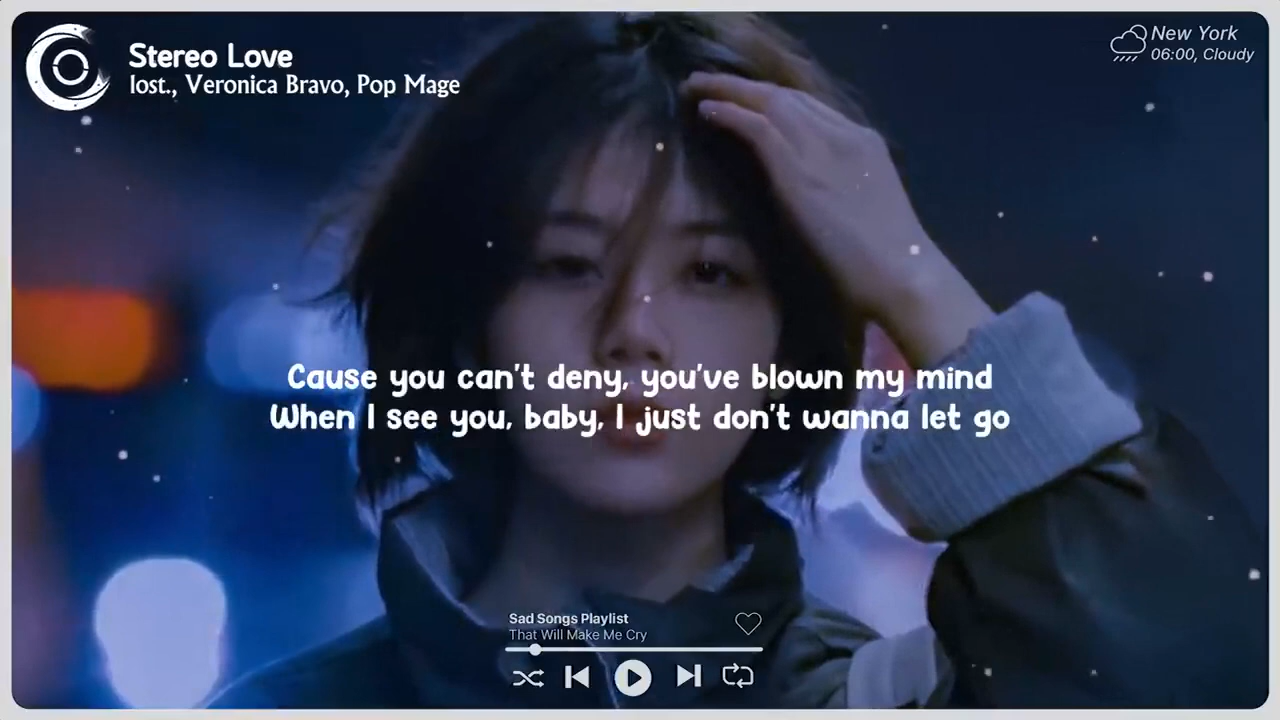 Stereo Love
lost., Veronica Bravo, Pop Mage
New York
06:00, Cloudy
Cause you can't deny, you've blown my mind
When I see you, baby, I just don't wanna let go
Sad Songs Playlist
That Will Make Me Cry